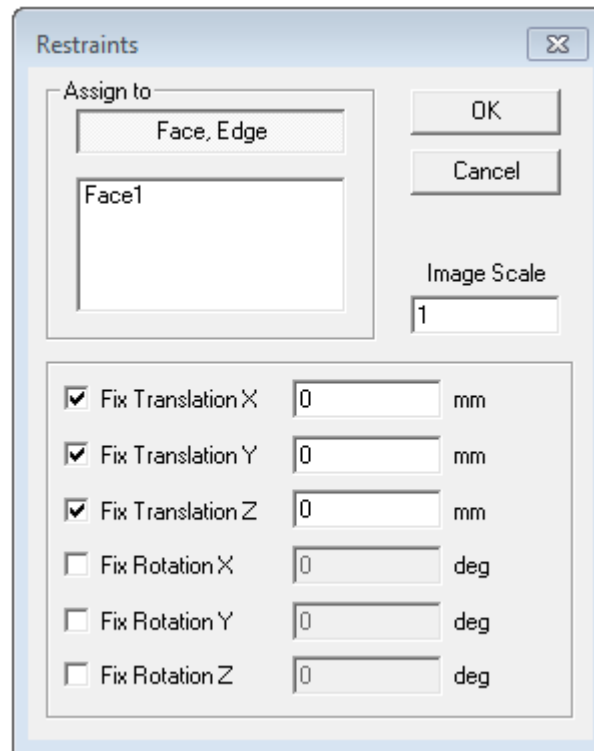 Restraints
Assign to
Face, Edge
Face1
OK
Cancel
Image Scale
1
Fix Translation X 0 mm
Fix Translation Y 0 mm
Fix Translation Z 0 mm
Fix Rotation X 0 deg
Fix Rotation Y 0 deg
Fix Rotation Z 0 deg